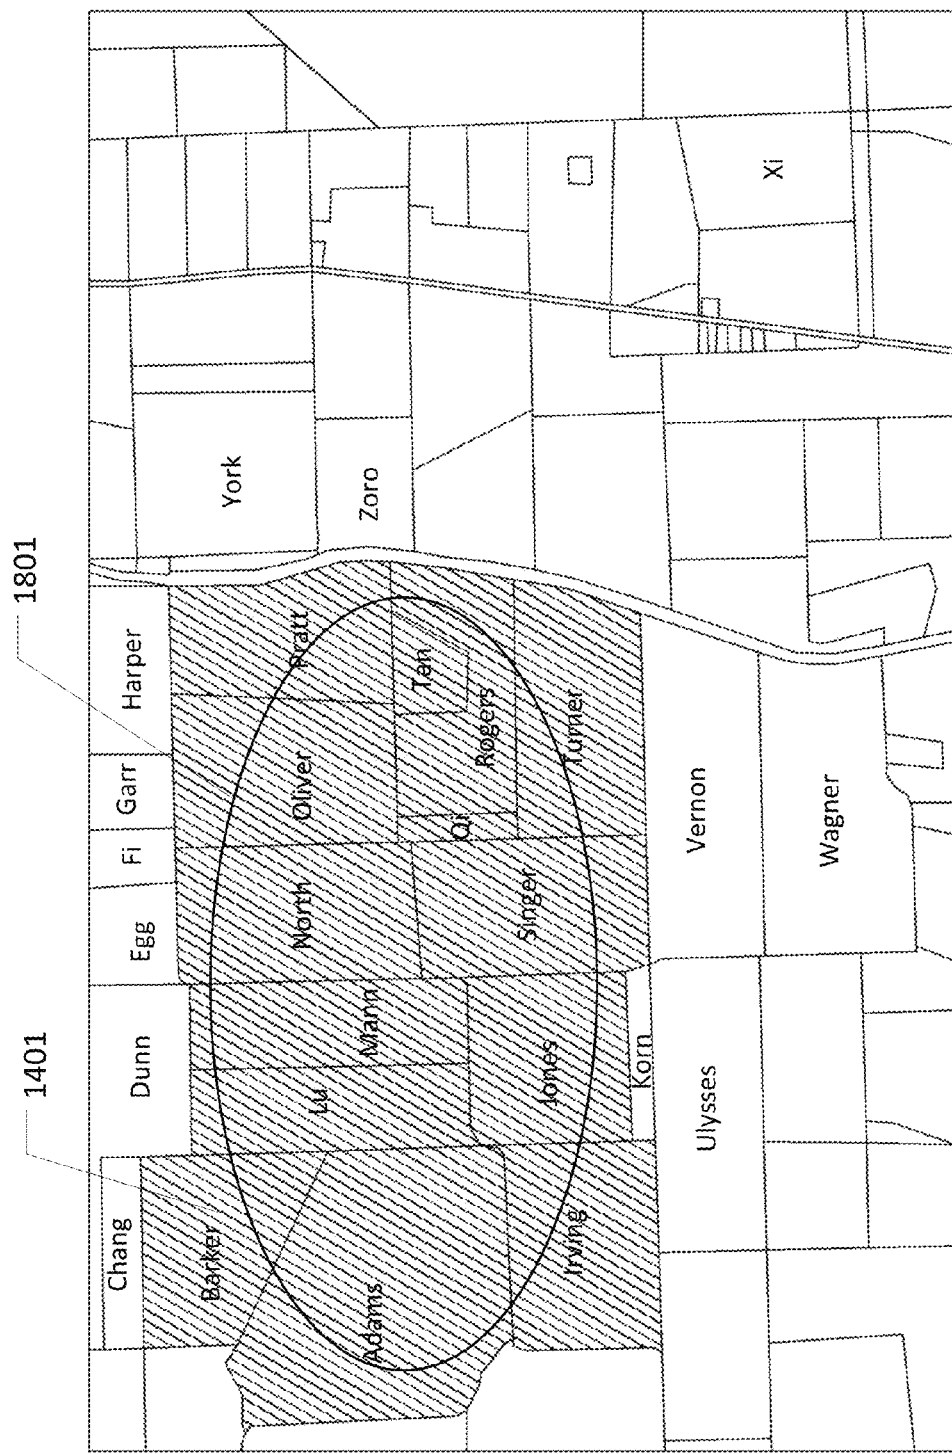 1401
1801
Chang
Dunn
Egg
Fi
Garr
Harper
York
Barker
Lu
North
Oliver
Pratt
Zoro
Adams
Mann
Ten
Qi
Rogers
Irving
Jones
Singer
Turner
Korn
Ulysses
Vernon
Wagner
Xi